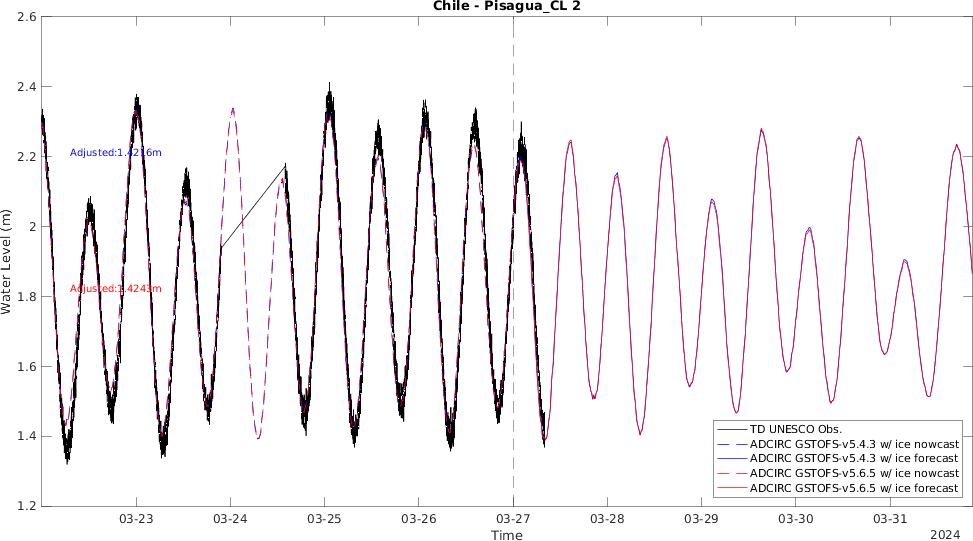 Chile - Pisagua_CL 2
2.6
2.4
2.2
2
1.8
1.6
1.4
1.2
Water Level (m)
Adjusted:1.4216m
Adjusted:1.4243m
TD UNESCO Obs.
ADCIRC GSTOFS-v5.4.3 w/ ice nowcast
ADCIRC GSTOFS-v5.4.3 w/ ice forecast
ADCIRC GSTOFS-v5.6.5 w/ ice nowcast
ADCIRC GSTOFS-v5.6.5 w/ ice forecast
03-23 03-24 03-25 03-26 03-27 03-28 03-29 03-30 03-31
Time
2024